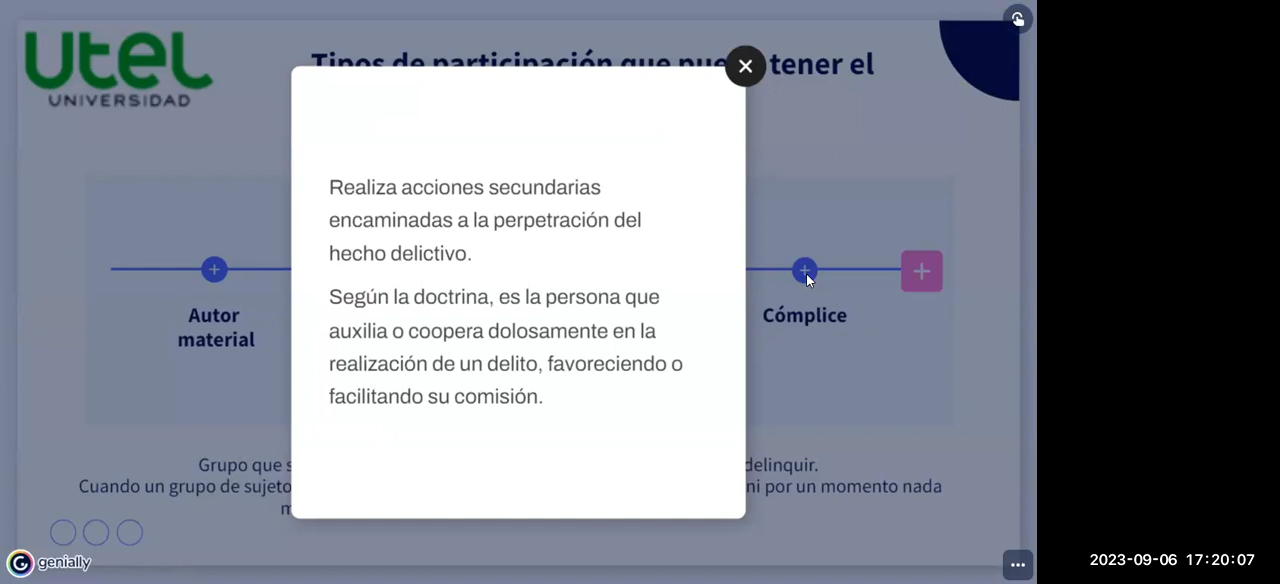 utel
UNIVERSIDAD
Tipos de participación que tener el
Realiza acciones secundarias
encaminadas a la perpetración del
hecho delictivo.
Según la doctrina, es la persona que
auxilia o coopera dolosamente en la
realización de un delito, favoreciendo o
facilitando su comisión.
Autor
material
Cómplice
Grupo que delinquir.
Cuando un grupo de sujeto ni por un momento nada
genially
2023-09-06 17:20:07